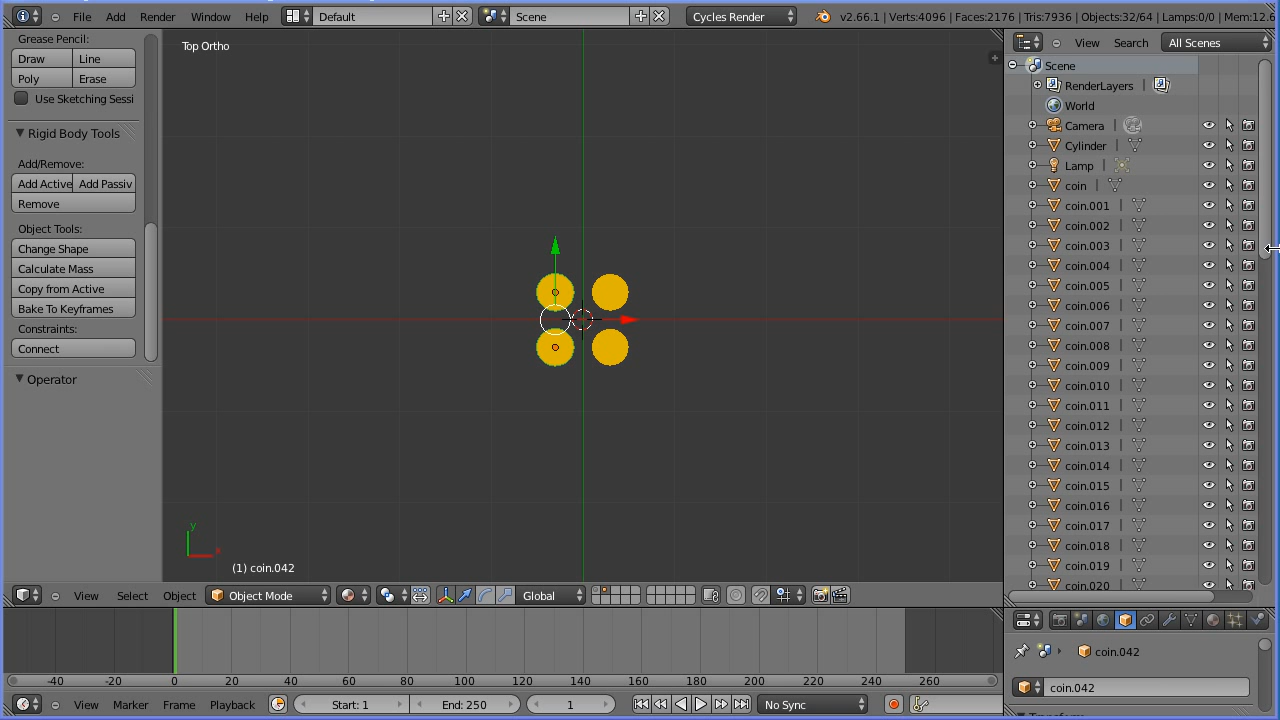 File Add Render Window Help Default Scene Cycles Render v2.66.1 | Verts:4096 | Faces:2176 | Tris:7936 | Objects:32/64 | Lamps:0/0 | Mem:12.6
Grease Pencil:
Draw Line
Poly Erase
Use Sketching Sessi
Rigid Body Tools
Add/Remove:
Add Active Add Passiv
Remove
Object Tools:
Change Shape
Calculate Mass
Copy from Active
Bake To Keyframes
Constraints:
Connect
Operator
Top Ortho
y
x
(1) coin.042
View Select Object Object Mode Global
View Search All Scenes
Scene
RenderLayers |
World
Camera |
Cylinder |
Lamp |
coin |
coin.001 |
coin.002 |
coin.003 |
coin.004 |
coin.005 |
coin.006 |
coin.007 |
coin.008 |
coin.009 |
coin.010 |
coin.011 |
coin.012 |
coin.013 |
coin.014 |
coin.015 |
coin.016 |
coin.017 |
coin.018 |
coin.019 |
coin.020 |
coin.042
coin.042
-40 -20 0 20 40 60 80 100 120 140 160 180 200 220 240 260
View Marker Frame Playback Start: 1 End: 250 1 No Sync